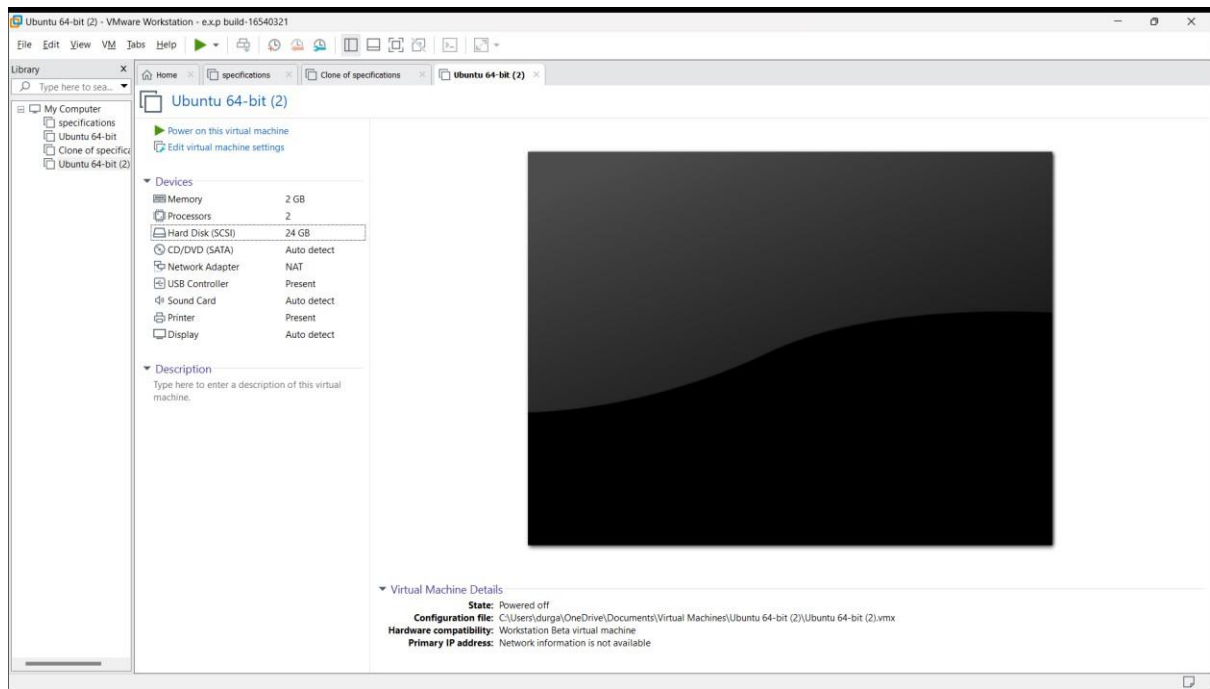 Ubuntu 64-bit (2) - VMware Workstation - e.x.p build-16540321
File Edit View VM Tabs Help
Library
Type here to sea...
My Computer
specifications
Ubuntu 64-bit
Clone of specifica
Ubuntu 64-bit (2)
Home specifications Clone of specifications Ubuntu 64-bit (2)
Ubuntu 64-bit (2)
Power on this virtual machine
Edit virtual machine settings
Devices
Memory 2 GB
Processors 2
Hard Disk (SCSI) 24 GB
CD/DVD (SATA) Auto detect
Network Adapter NAT
USB Controller Present
Sound Card Auto detect
Printer Present
Display Auto detect
Description
Type here to enter a description of this virtual
machine.
Virtual Machine Details
State: Powered off
Configuration file: C:\Users\durga\OneDrive\Documents\Virtual Machines\Ubuntu 64-bit (2)\Ubuntu 64-bit (2).vmx
Hardware compatibility: Workstation Beta virtual machine
Primary IP address: Network information is not available